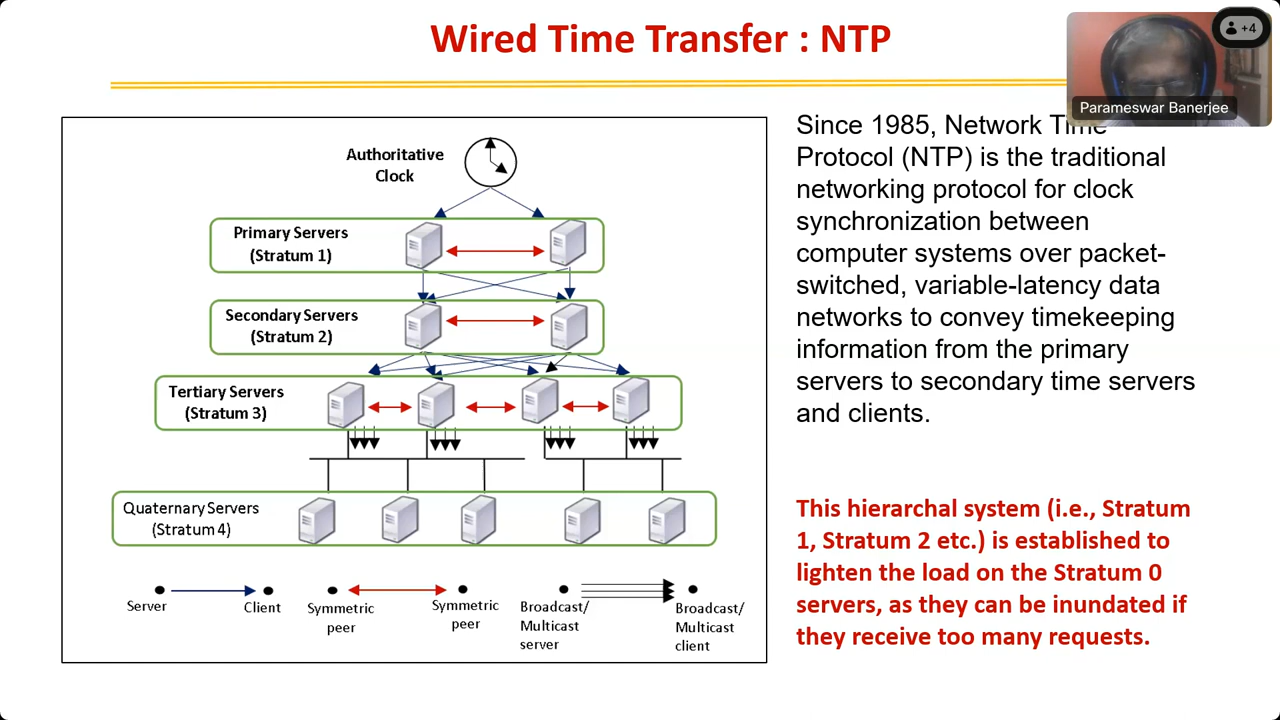 Wired Time Transfer : NTP
+4
Parameswar Banerjee
Authoritative
Clock
Primary Servers
(Stratum 1)
Secondary Servers
(Stratum 2)
Tertiary Servers
(Stratum 3)
Quaternary Servers
(Stratum 4)
Server
Client
Symmetric
peer
Symmetric
peer
Broadcast/
Multicast
server
Broadcast/
Multicast
client
Since 1985, Network Time
Protocol (NTP) is the traditional
networking protocol for clock
synchronization between
computer systems over packet-
switched, variable-latency data
networks to convey timekeeping
information from the primary
servers to secondary time servers
and clients.
This hierarchal system (i.e., Stratum
1, Stratum 2 etc.) is established to
lighten the load on the Stratum 0
servers, as they can be inundated if
they receive too many requests.